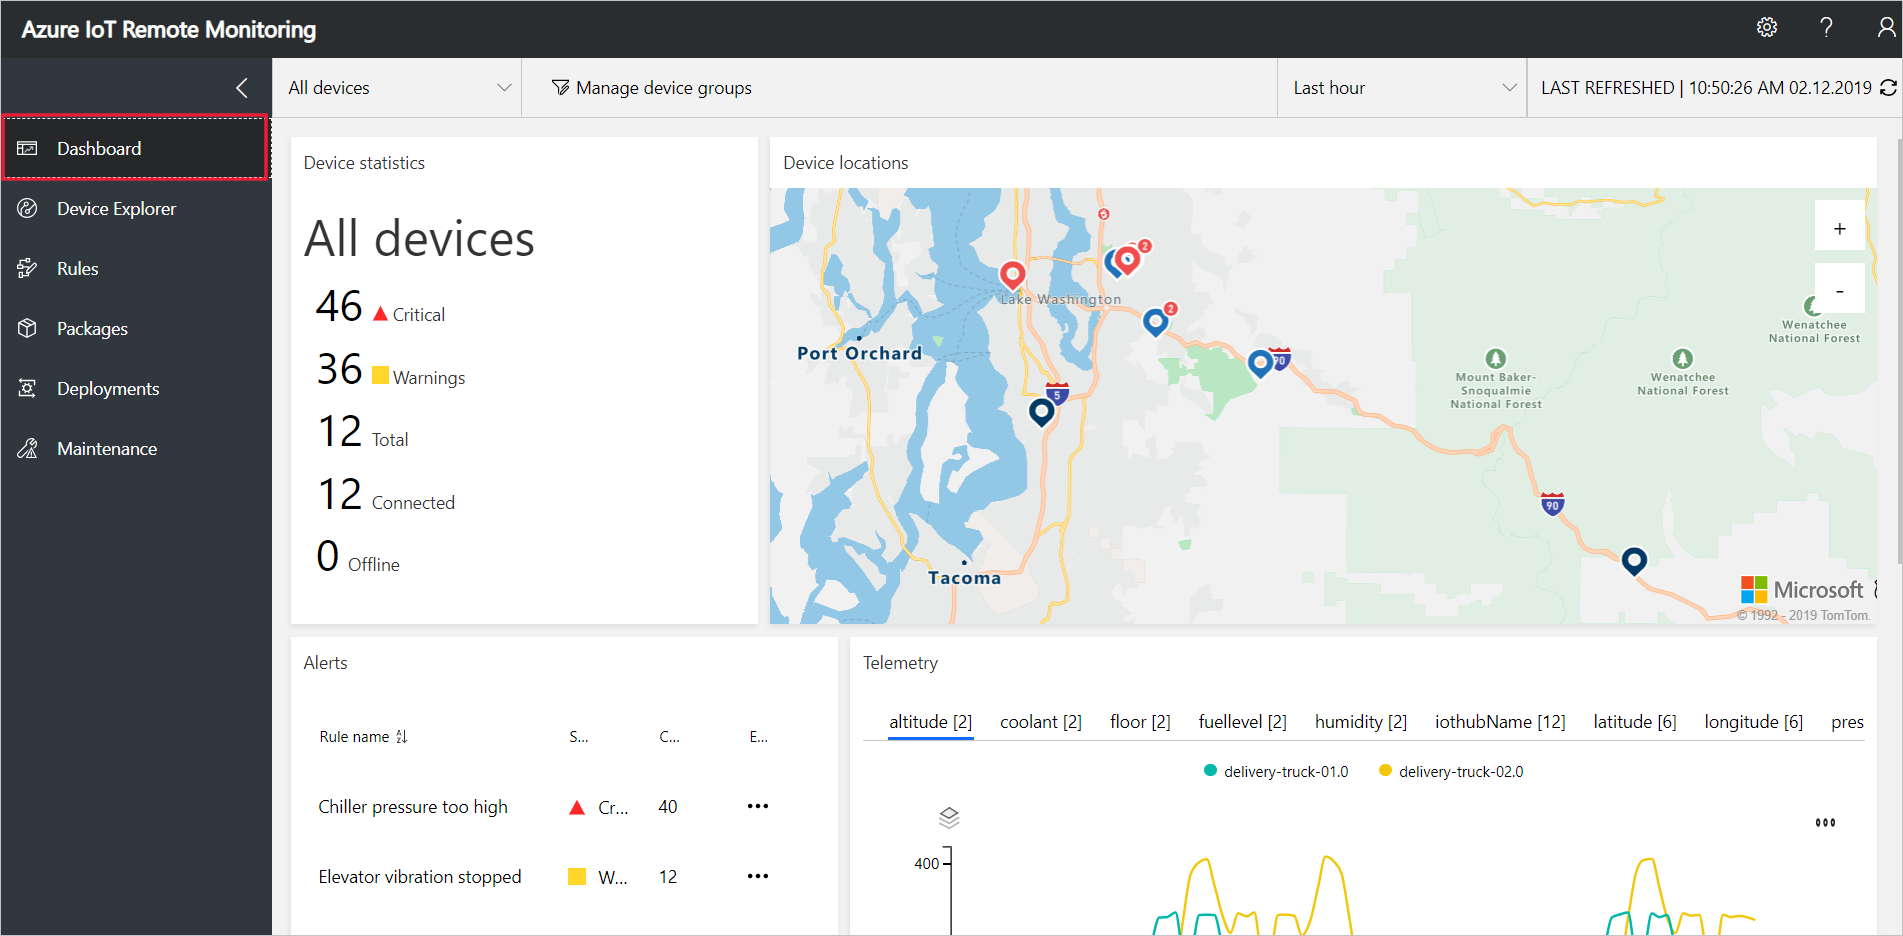 Azure IoT Remote Monitoring
?
All devices
Manage device groups
Last hour
LAST REFRESHED | 10:50:26 AM 02.12.2019
Dashboard
Device Explorer
Rules
Packages
Deployments
Maintenance
Device statistics
All devices
46 Critical
36 Warnings
12 Total
12 Connected
0 Offline
Device locations
+
-
2
Lake Washington
2
Port Orchard
90
5
Wenatchee
National Forest
Mount Baker-
Snoqualmie
National Forest
Wenatchee
National Forest
90
Tacoma
Microsoft
© 1992 - 2019 TomTom.
Alerts
Rule name S... C... E...
Chiller pressure too high Cr... 40 •••
Elevator vibration stopped W... 12 •••
Telemetry
altitude [2] coolant [2] floor [2] fuellevel [2] humidity [2] iothubName [12] latitude [6] longitude [6] pres
delivery-truck-01.0 delivery-truck-02.0
400